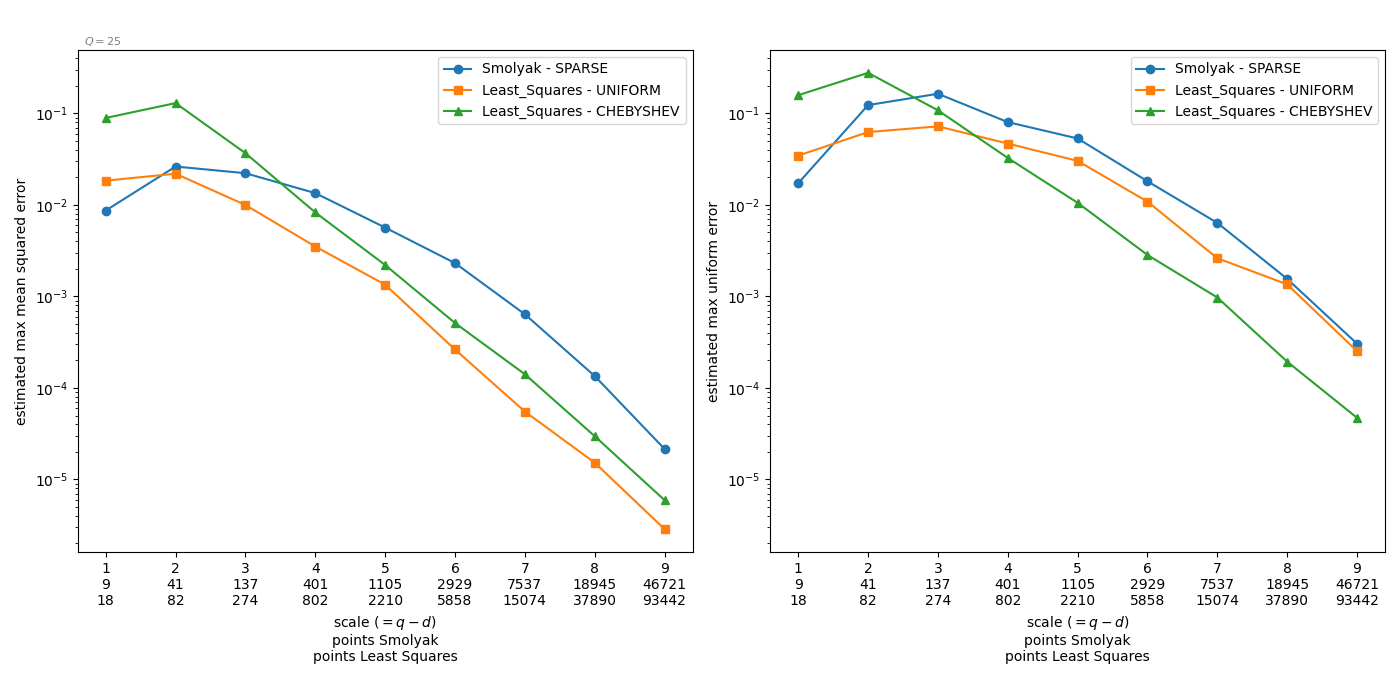 Q = 25
Smolyak - SPARSE
Least_Squares - UNIFORM
Least_Squares - CHEBYSHEV
estimated max mean squared error
10⁻¹
10⁻²
10⁻³
10⁻⁴
10⁻⁵
1 2 3 4 5 6 7 8 9
9 41 137 401 1105 2929 7537 18945 46721
18 82 274 802 2210 5858 15074 37890 93442
scale (= q − d)
points Smolyak
points Least Squares
Smolyak - SPARSE
Least_Squares - UNIFORM
Least_Squares - CHEBYSHEV
estimated max uniform error
10⁻¹
10⁻²
10⁻³
10⁻⁴
10⁻⁵
1 2 3 4 5 6 7 8 9
9 41 137 401 1105 2929 7537 18945 46721
18 82 274 802 2210 5858 15074 37890 93442
scale (= q − d)
points Smolyak
points Least Squares